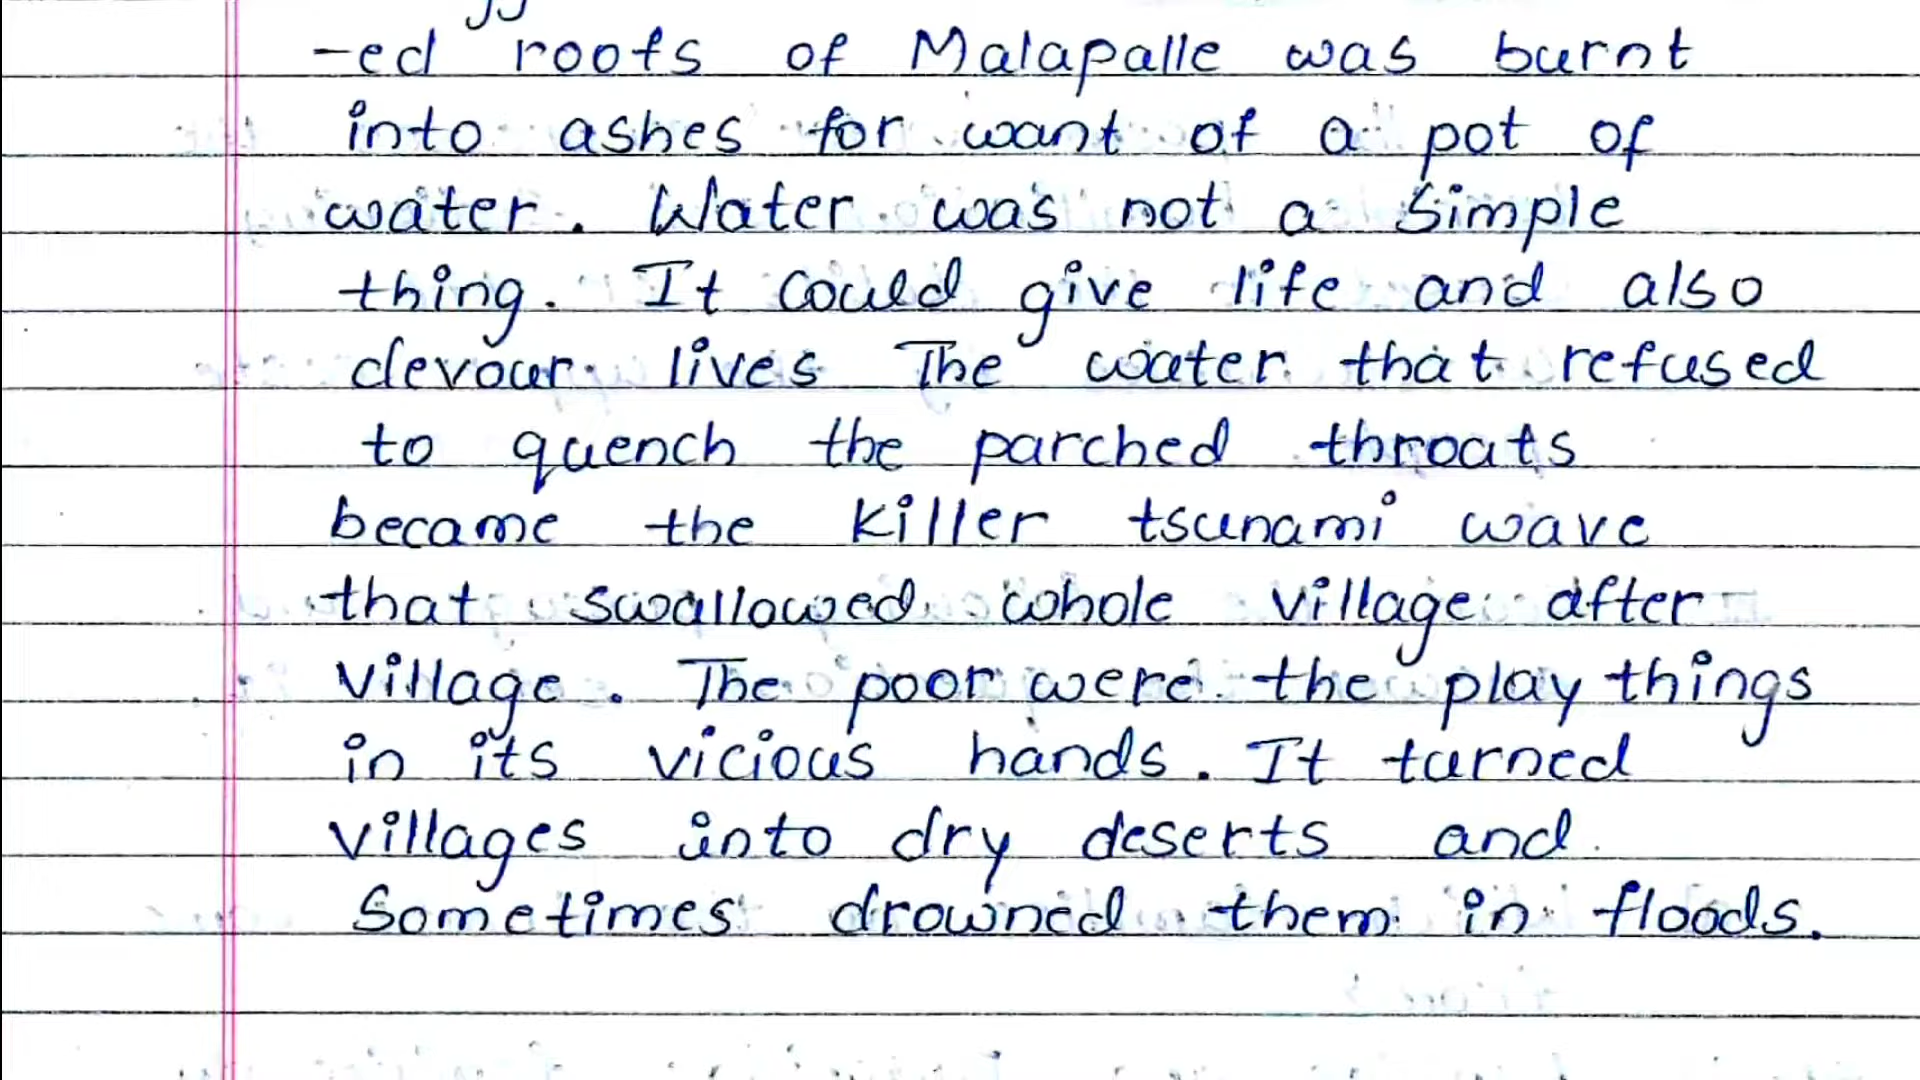 -ed roofs of Malapalle was burnt
into ashes for want of a pot of
water. Water was not a Simple
thing. It could give life and also
devour lives The water that refused
to quench the parched throats
became the killer tsunami wave
that swallowed whole village after
village. The poor were the play things
in its vicious hands. It turned
villages into dry deserts and
Sometimes drowned them in floods.